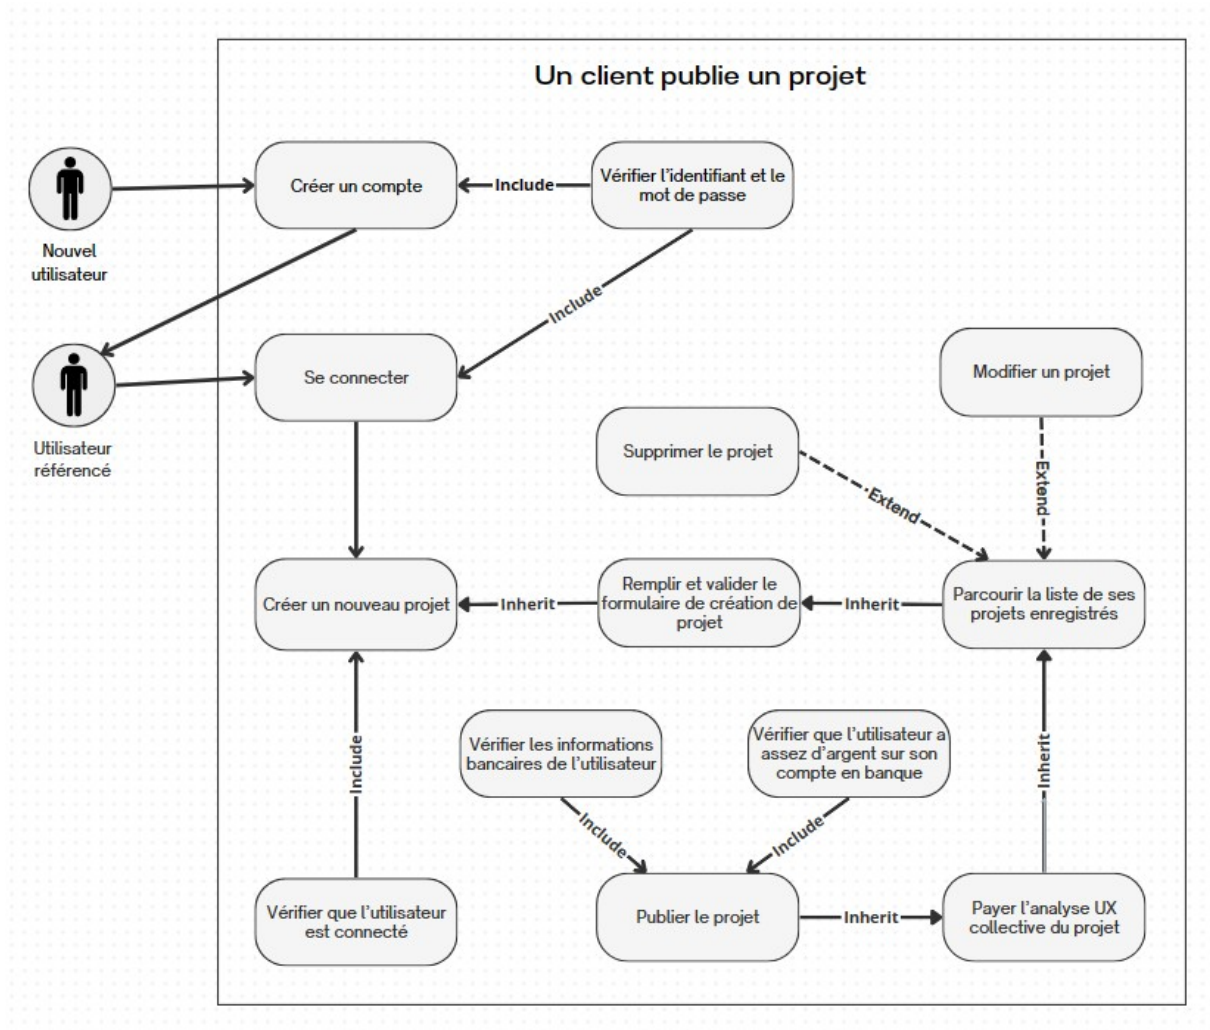 Un client publie un projet
Créer un compte
Include
Vérifier l'identifiant et le
mot de passe
Nouvel
utilisateur
Include
Se connecter
Modifier un projet
Utilisateur
référencé
Supprimer le projet
Extend
Extend
Créer un nouveau projet
Inherit
Remplir et valider le
formulaire de création de
projet
Inherit
Parcourir la liste de ses
projets enregistrés
Include
Vérifier les informations
bancaires de l'utilisateur
Vérifier que l'utilisateur a
assez d'argent sur son
compte en banque
Inherit
Include
Include
Vérifier que l'utilisateur
est connecté
Publier le projet
Inherit
Payer l'analyse UX
collective du projet